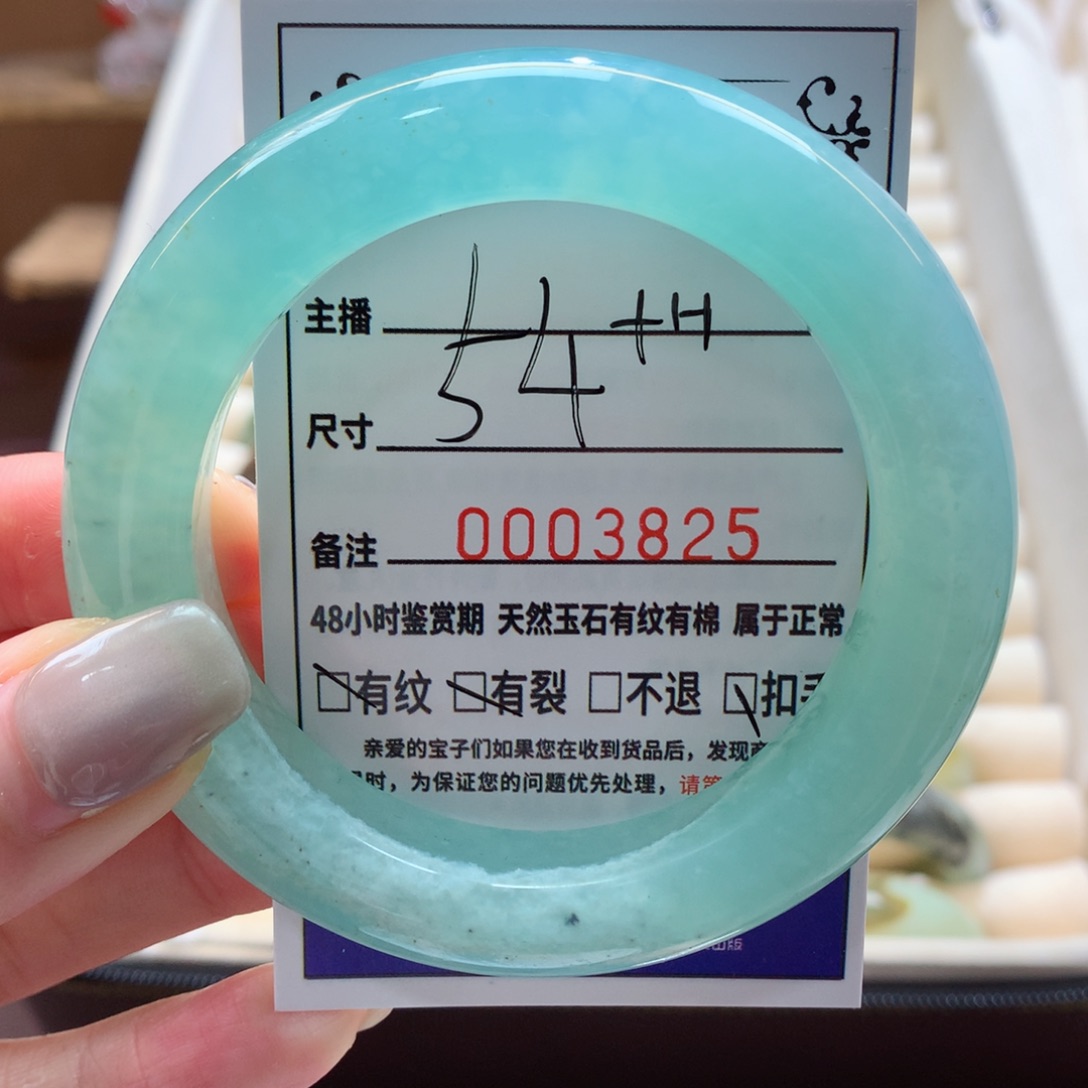 主播
54+H
尺寸
备注 0003825
48小时鉴赏期 天然玉石有纹有棉 属于正常
□有纹 □有裂 □不退 □扣
亲爱的宝子们如果您在收到货品后，发现
时，为保证您的问题优先处理，请
出版